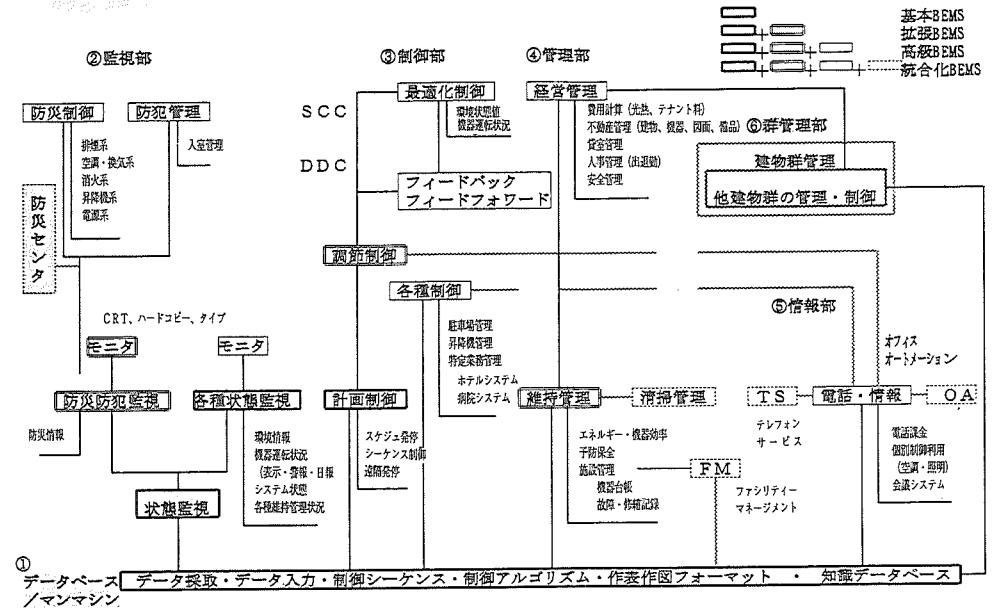 基本BEMS
拡張BEMS
高級BEMS
統合化BEMS
②監視部
③制御部
④管理部
防災制御
防犯管理
排煙系
空調・換気系
消火系
昇降機系
電源系
入室管理
防災センタ
SCC
DDC
最適化制御
環境状態値
機器運転状況
フィードバック
フィードフォワード
調節制御
各種制御
駐車場管理
昇降機管理
特定業務管理
ホテルシステム
病院システム
経営管理
費用計算(光熱、テナント料)
不動産管理(建物、機器、図面、備品)
貸室管理
人事管理(出退勤)
安全管理
⑥群管理部
建物群管理
他建物群の管理・制御
⑤情報部
オフィス
オートメーション
CRT、ハードコピー、タイプ
モニタ
モニタ
防災防犯監視
各種状態監視
計画制御
維持管理
清掃管理
TS
電話・情報
OA
防災情報
環境情報
機器運転状況
(表示・警報・日報
システム状態
各種維持管理状況
スケジュ発停
シーケンス制御
遠隔発停
エネルギー・機器効率
予防保全
施設管理
機器台帳
故障・修繕記録
FM
ファシリティー
マネージメント
テレフォン
サービス
電話課金
個別制御利用
(空調・照明)
会議システム
状態監視
①
データベース
/マンマシン
データ採取・データ入力・制御シーケンス・制御アルゴリズム・作表作図フォーマット ・ 知識データベース